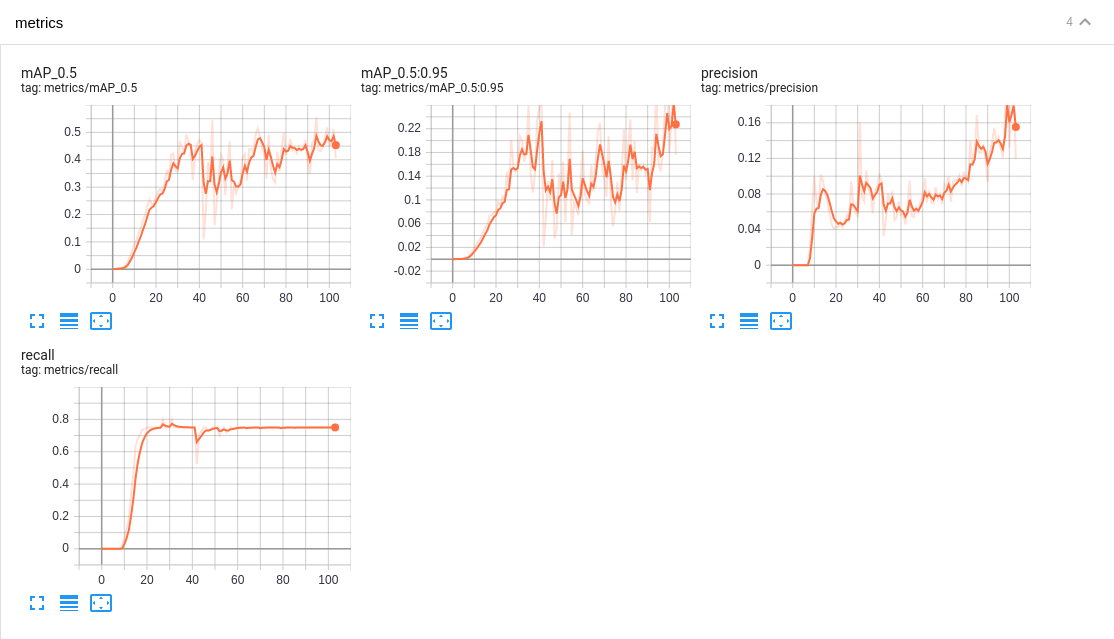 metrics
4
mAP_0.5
tag: metrics/mAP_0.5
0.5
0.4
0.3
0.2
0.1
0
0 20 40 60 80 100
mAP_0.5:0.95
tag: metrics/mAP_0.5:0.95
0.22
0.18
0.14
0.1
0.06
0.02
-0.02
0 20 40 60 80 100
precision
tag: metrics/precision
0.16
0.12
0.08
0.04
0
0 20 40 60 80 100
recall
tag: metrics/recall
0.8
0.6
0.4
0.2
0
0 20 40 60 80 100